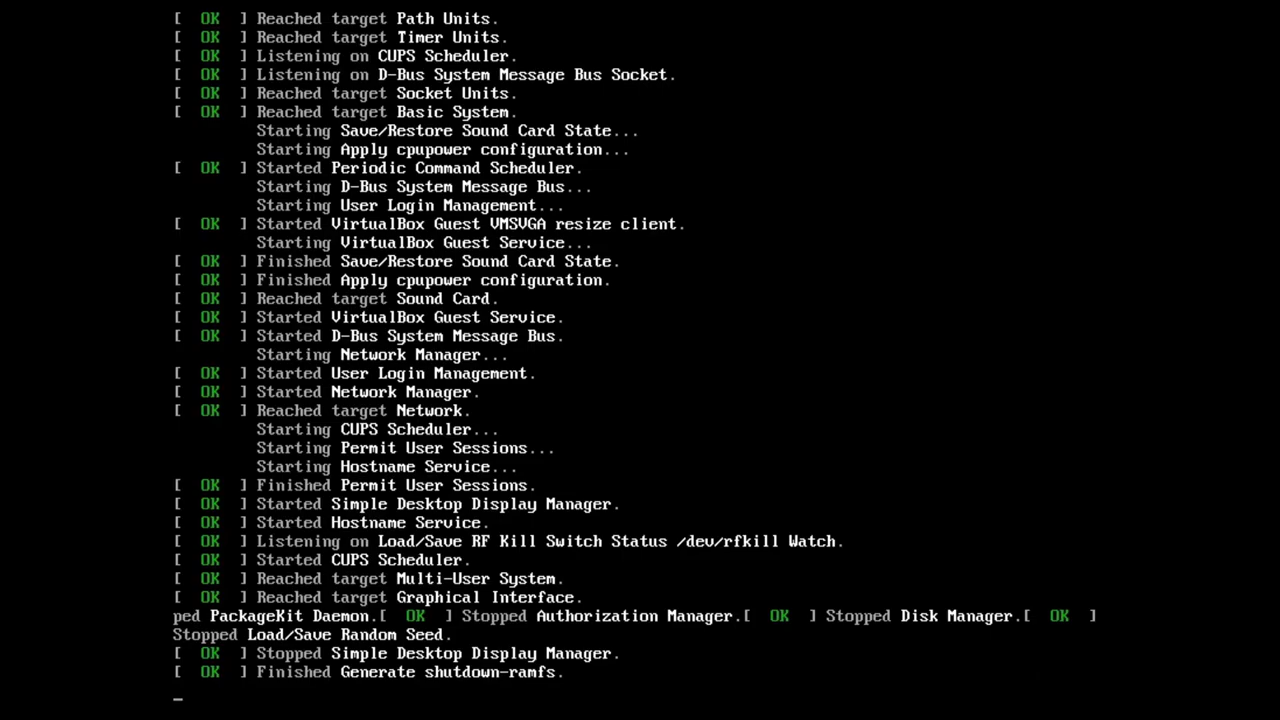 [  OK  ] Reached target Path Units.
[  OK  ] Reached target Timer Units.
[  OK  ] Listening on CUPS Scheduler.
[  OK  ] Listening on D-Bus System Message Bus Socket.
[  OK  ] Reached target Socket Units.
[  OK  ] Reached target Basic System.
Starting Save/Restore Sound Card State...
Starting Apply cpupower configuration...
[  OK  ] Started Periodic Command Scheduler.
Starting D-Bus System Message Bus...
Starting User Login Management...
[  OK  ] Started VirtualBox Guest VMSVGA resize client.
Starting VirtualBox Guest Service...
[  OK  ] Finished Save/Restore Sound Card State.
[  OK  ] Finished Apply cpupower configuration.
[  OK  ] Reached target Sound Card.
[  OK  ] Started VirtualBox Guest Service.
[  OK  ] Started D-Bus System Message Bus.
Starting Network Manager...
[  OK  ] Started User Login Management.
[  OK  ] Started Network Manager.
[  OK  ] Reached target Network.
Starting CUPS Scheduler...
Starting Permit User Sessions...
Starting Hostname Service...
[  OK  ] Finished Permit User Sessions.
[  OK  ] Started Simple Desktop Display Manager.
[  OK  ] Started Hostname Service.
[  OK  ] Listening on Load/Save RF Kill Switch Status /dev/rfkill Watch.
[  OK  ] Started CUPS Scheduler.
[  OK  ] Reached target Multi-User System.
[  OK  ] Reached target Graphical Interface.
ped PackageKit Daemon.[  OK  ] Stopped Authorization Manager.[  OK  ] Stopped Disk Manager.[  OK  ]
Stopped Load/Save Random Seed.
[  OK  ] Stopped Simple Desktop Display Manager.
[  OK  ] Finished Generate shutdown-ramfs.
_